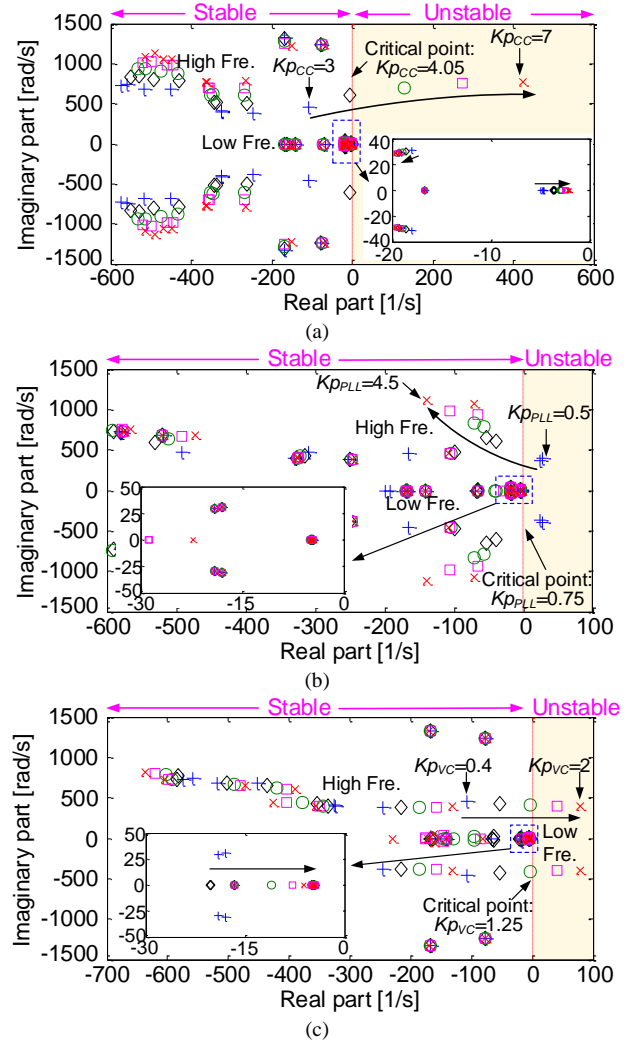 Stable Unstable
1500
1000
500
0
-500
-1000
-1500
Imaginary part [rad/s]
High Fre.
Kp_CC=3
Critical point:
Kp_CC=4.05
Kp_CC=7
Low Fre.
40
20
0
-20
-40
-20 -10 0
-600 -400 -200 0 200 400 600
Real part [1/s]
(a)
Stable Unstable
1500
1000
500
0
-500
-1000
-1500
Imaginary part [rad/s]
Kp_PLL=4.5
Kp_PLL=0.5
High Fre.
Low Fre.
50
25
0
-25
-50
-30 -15 0
Critical point:
Kp_PLL=0.75
-600 -500 -400 -300 -200 -100 0 100
Real part [1/s]
(b)
Stable Unstable
1500
1000
500
0
-500
-1000
-1500
Imaginary part [rad/s]
Kp_VC=0.4
Kp_VC=2
High Fre.
Low
Fre.
50
25
0
-25
-50
-30 -15 0
Critical point:
Kp_VC=1.25
-700 -600 -500 -400 -300 -200 -100 0 100
Real part [1/s]
(c)